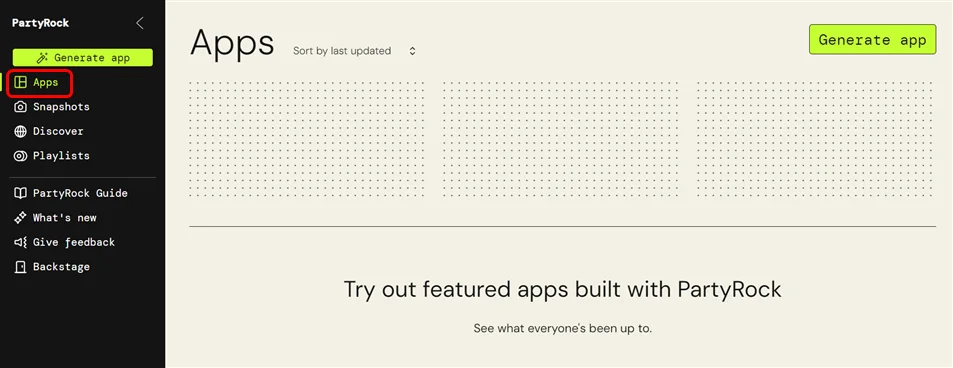 PartyRock
Generate app
Apps
Snapshots
Discover
Playlists
PartyRock Guide
What's new
Give feedback
Backstage
Apps
Sort by last updated
Generate app
Try out featured apps built with PartyRock
See what everyone's been up to.